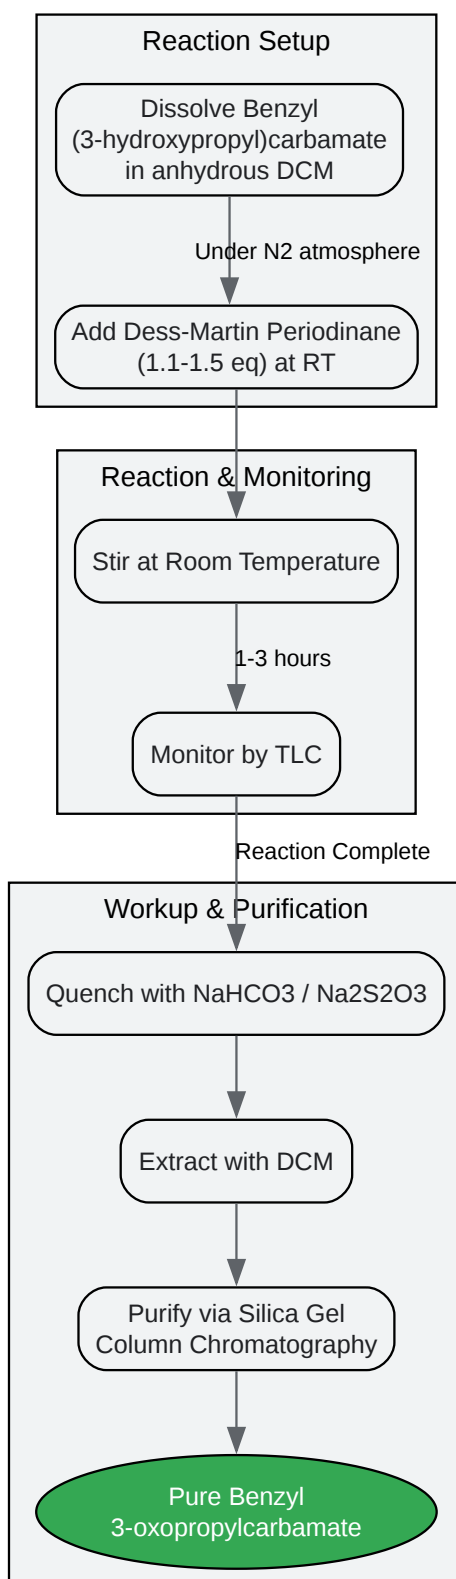 Reaction Setup
Dissolve Benzyl
(3-hydroxypropyl)carbamate
in anhydrous DCM
Under N2 atmosphere
Add Dess-Martin Periodinane
(1.1-1.5 eq) at RT
Reaction & Monitoring
Stir at Room Temperature
1-3 hours
Monitor by TLC
Reaction Complete
Workup & Purification
Quench with NaHCO3 / Na2S2O3
Extract with DCM
Purify via Silica Gel
Column Chromatography
Pure Benzyl
3-oxopropylcarbamate